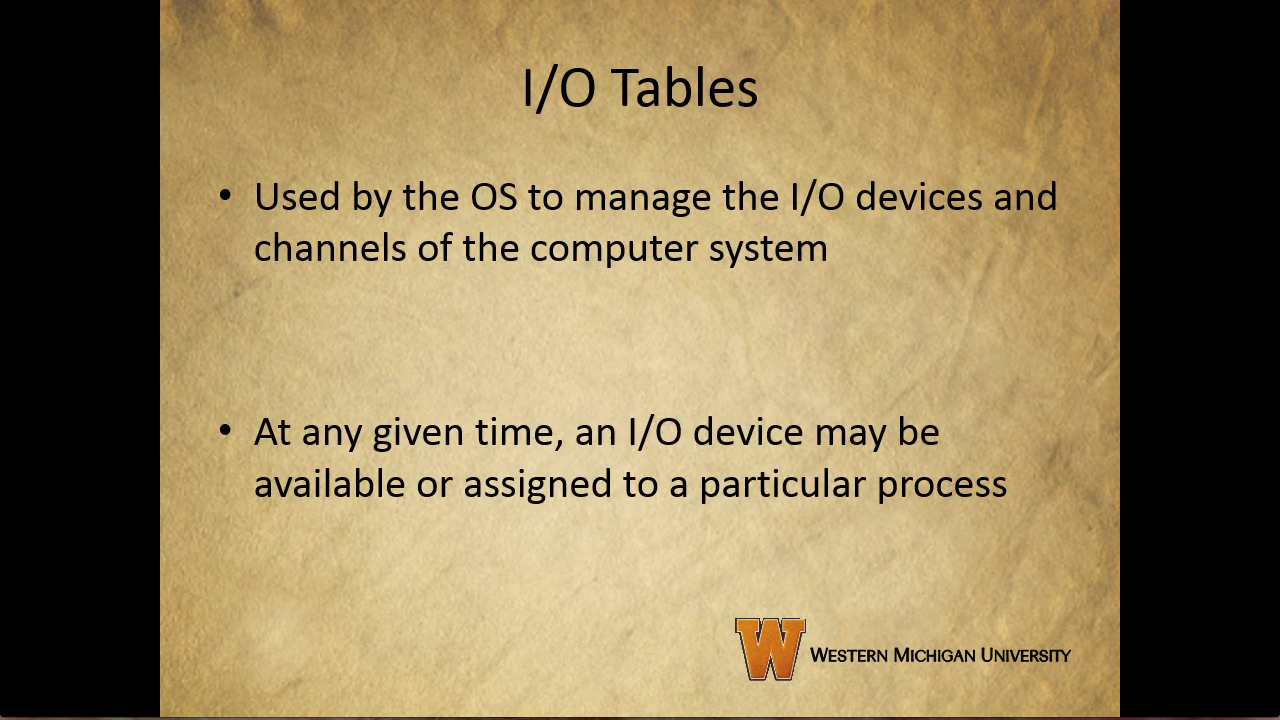 I/O Tables
• Used by the OS to manage the I/O devices and
channels of the computer system
• At any given time, an I/O device may be
available or assigned to a particular process
W WESTERN MICHIGAN UNIVERSITY